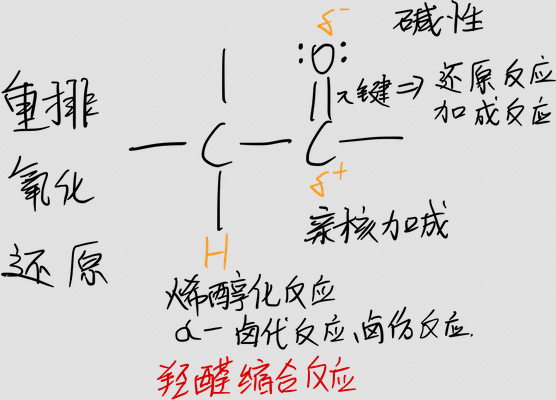 δ⁻
碱性
:O:
π键⇒还原反应
加成反应
重排
C
C
δ⁺
氧化
亲核加成
还原
H
烯醇化反应
α-卤代反应、卤仿反应.
羟醛缩合反应